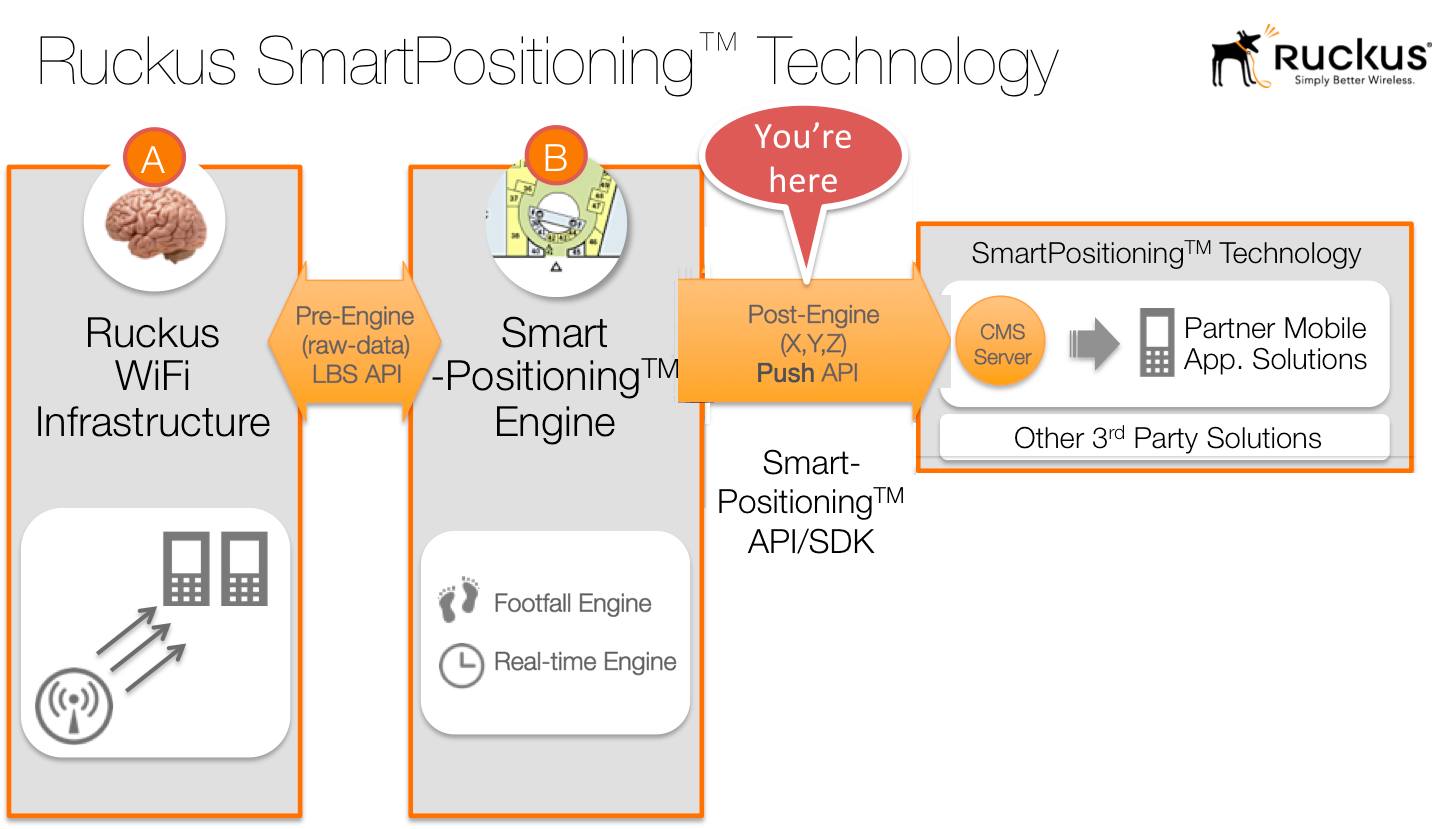 Ruckus SmartPositioning™ Technology
Ruckus®
Simply Better Wireless.
A
Ruckus
WiFi
Infrastructure
Pre-Engine
(raw-data)
LBS API
B
Smart
-Positioning™
Engine
Footfall Engine
Real-time Engine
You're
here
Post-Engine
(X,Y,Z)
Push API
Smart-
Positioning™
API/SDK
SmartPositioning™ Technology
CMS
Server
Partner Mobile
App. Solutions
Other 3rd Party Solutions